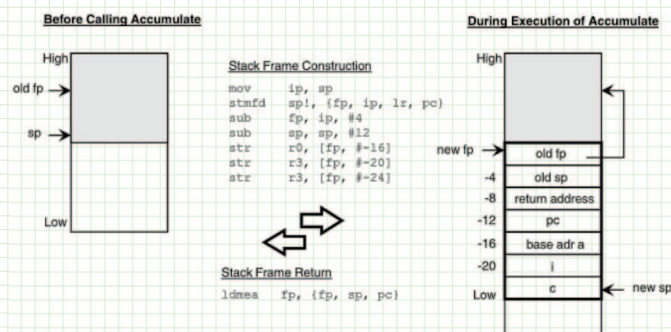 Before Calling Accumulate
High
old fp
sp
Low
Stack Frame Construction
mov ip, sp
stmfd sp!, {fp, ip, lr, pc}
sub fp, ip, #4
sub sp, sp, #12
str r0, [fp, #-16]
str r3, [fp, #-20]
str r3, [fp, #-24]
Stack Frame Return
ldmea fp, {fp, sp, pc}
During Execution of Accumulate
High
new fp
old fp
-4 old sp
-8 return address
-12 pc
-16 base adr a
-20 i
Low c new sp